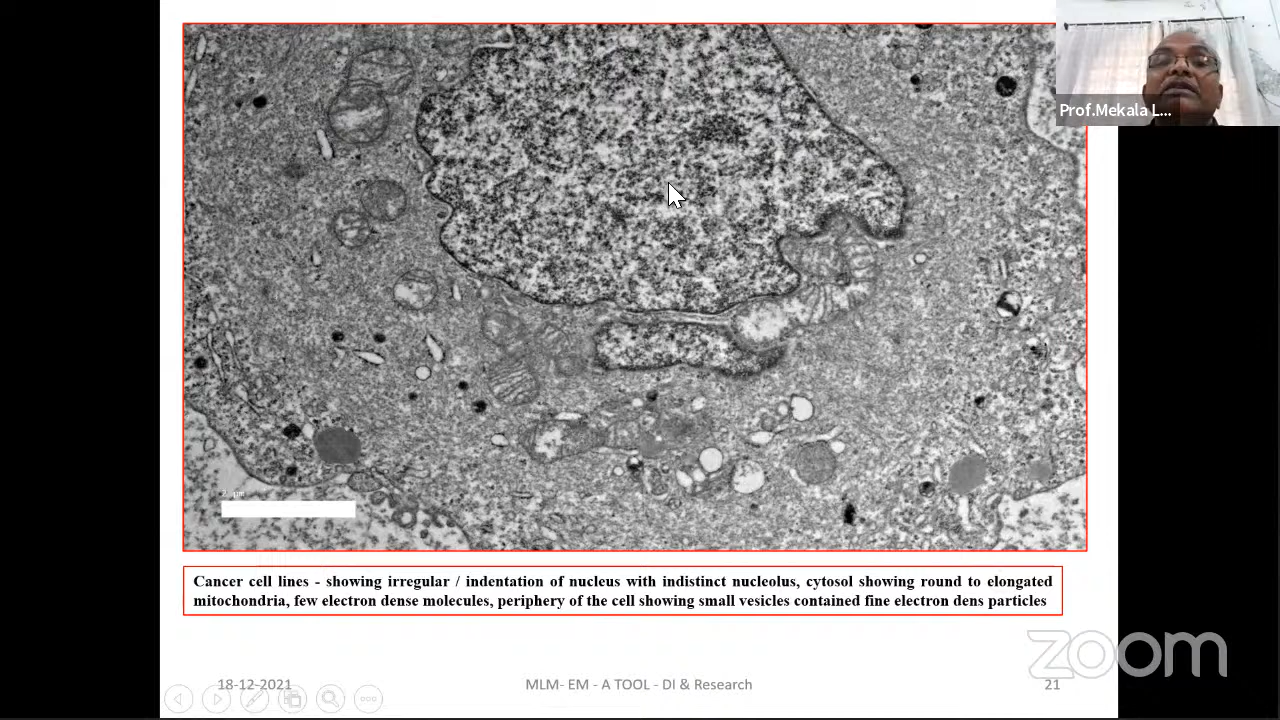 Prof.Mekala L...
Cancer cell lines - showing irregular / indentation of nucleus with indistinct nucleolus, cytosol showing round to elongated
mitochondria, few electron dense molecules, periphery of the cell showing small vesicles contained fine electron dens particles
zoom
18-12-2021
MLM- EM - A TOOL - DI & Research
21